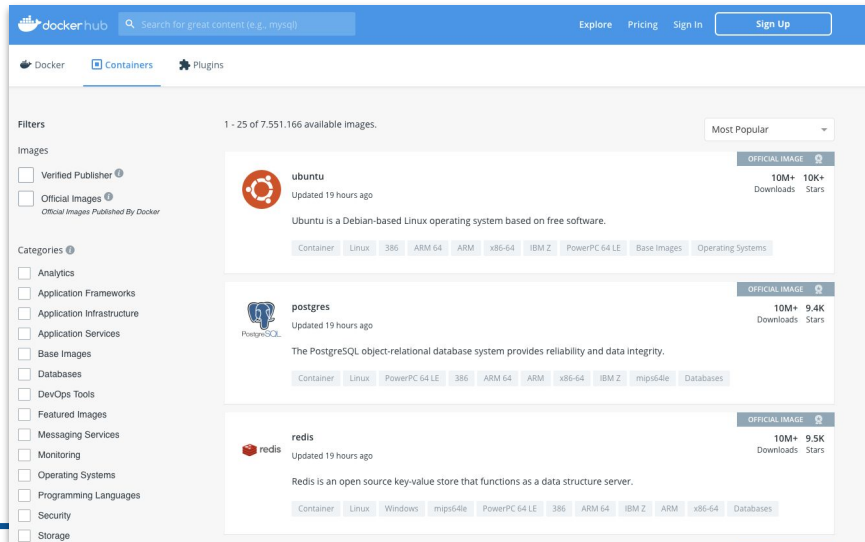 dockerhub
Search for great content (e.g., mysql)
Explore
Pricing
Sign In
Sign Up
Docker
Containers
Plugins
Filters
Images
Verified Publisher
Official Images
Official Images Published By Docker
Categories
Analytics
Application Frameworks
Application Infrastructure
Application Services
Base Images
Databases
DevOps Tools
Featured Images
Messaging Services
Monitoring
Operating Systems
Programming Languages
Security
Storage
1 - 25 of 7.551.166 available images.
Most Popular
OFFICIAL IMAGE
ubuntu
10M+ 10K+
Downloads Stars
Updated 19 hours ago
Ubuntu is a Debian-based Linux operating system based on free software.
Container Linux 386 ARM 64 ARM x86-64 IBM Z PowerPC 64 LE Base Images Operating Systems
OFFICIAL IMAGE
PostgreSQL
postgres
10M+ 9.4K
Downloads Stars
Updated 19 hours ago
The PostgreSQL object-relational database system provides reliability and data integrity.
Container Linux PowerPC 64 LE 386 ARM 64 ARM x86-64 IBM Z mips64le Databases
OFFICIAL IMAGE
redis
redis
10M+ 9.5K
Downloads Stars
Updated 19 hours ago
Redis is an open source key-value store that functions as a data structure server.
Container Linux Windows mips64le PowerPC 64 LE 386 ARM 64 IBM Z ARM x86-64 Databases